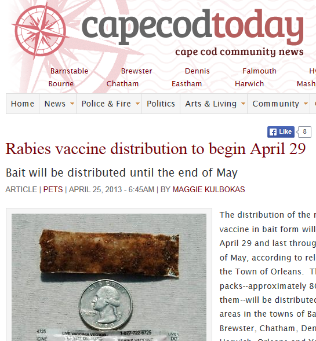 capecodtoday
cape cod community news
Barnstable Brewster Dennis Falmouth
Bourne Chatham Eastham Harwich Mash
Home News Police & Fire Politics Arts & Living Community
Like 8
Rabies vaccine distribution to begin April 29
Bait will be distributed until the end of May
ARTICLE | PETS | APRIL 25, 2013 - 6:45AM | BY MAGGIE KULBOKAS
The distribution of the r
vaccine in bait form will
April 29 and last throug
of May, according to rel
the Town of Orleans. Th
packs--approximately 8
them--will be distributed
areas in the towns of Ba
Brewster, Chatham, Den
LIBERTY